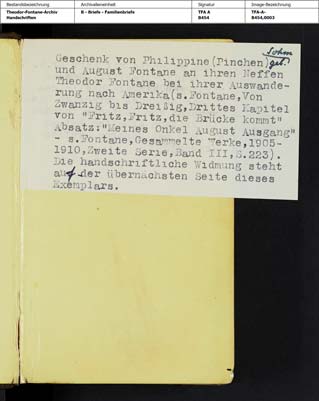 Bestandsbezeichnung Archivalieneinheit Signatur Image-Bezeichnung
Theodor-Fontane-Archiv B - Briefe - Familienbriefe TFA A TFA-A-
Handschriften B454 B454,0003
Sohm
Geschenk von Philippine(Pinchen) geb.
und August Fontane an ihren Neffen
Theodor Fontane bei ihrer Auswande-
rung nach Amerika(s.Fontane,Von
Zwanzig bis Dreißig,Drittes Kapitel
von "Fritz,Fritz,die Brücke kommt"
Absatz:"Meines Onkel August Ausgang"
- s.Fontane,Gesammelte Werke,1905-
1910,Zweite Serie,Band III,S.223).
Die handschriftliche Widmung steht
auf der übernächsten Seite dieses
Exemplars.